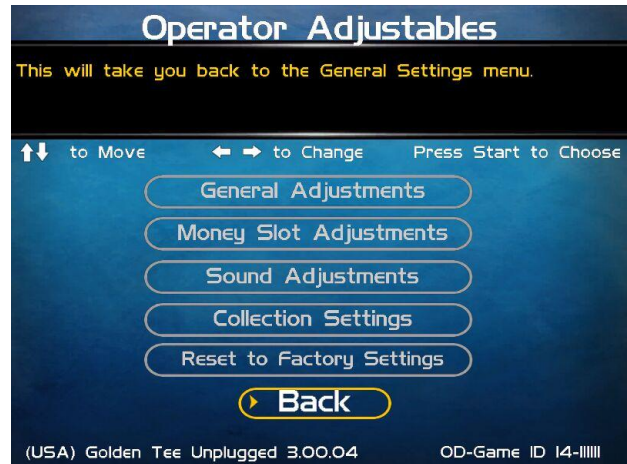 Operator Adjustables
This will take you back to the General Settings menu.
to Move to Change Press Start to Choose
General Adjustments
Money Slot Adjustments
Sound Adjustments
Collection Settings
Reset to Factory Settings
Back
(USA) Golden Tee Unplugged 3.00.04 OD-Game ID 14-111111